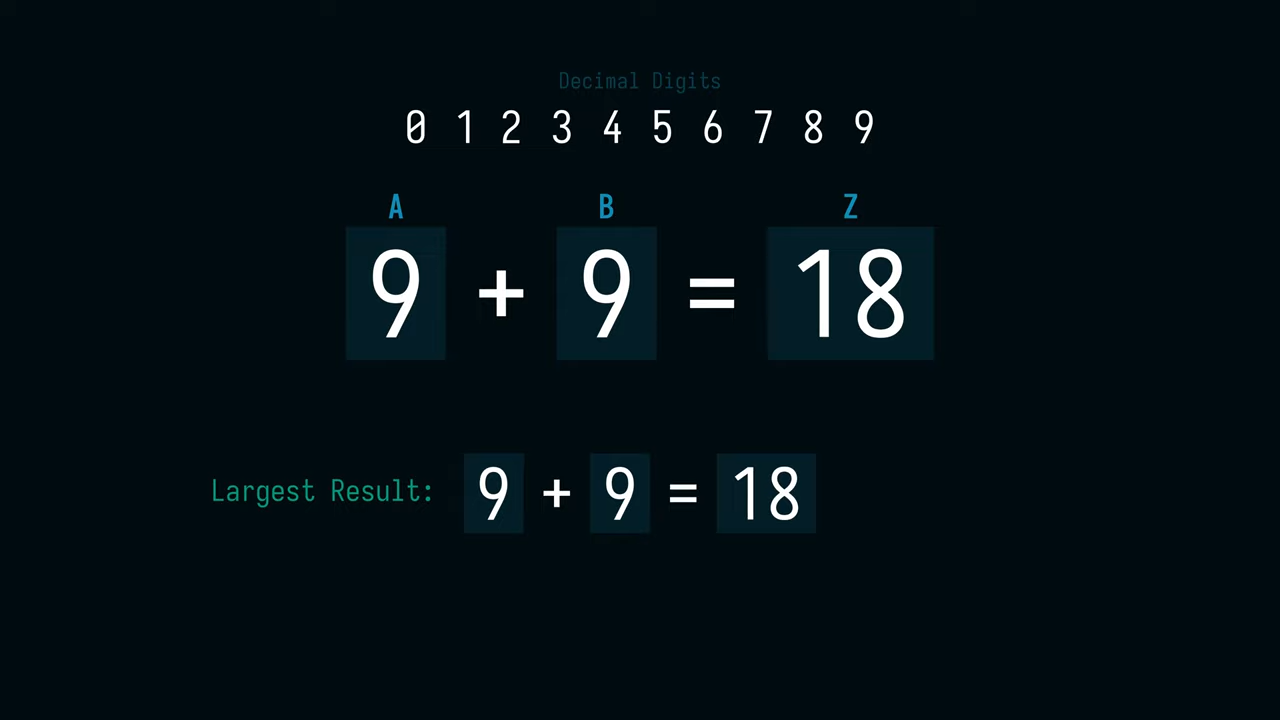 Decimal Digits
0 1 2 3 4 5 6 7 8 9
A B Z
9 + 9 = 18
Largest Result: 9 + 9 = 18